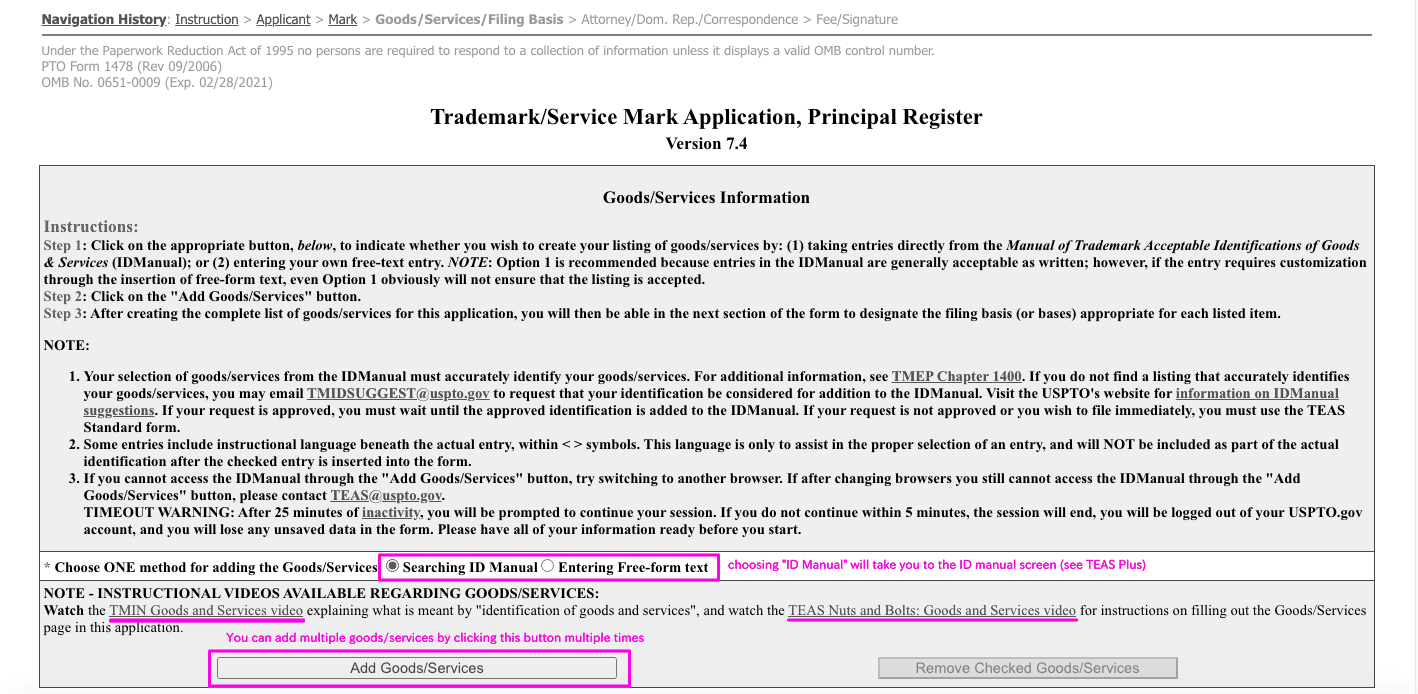 Navigation History: Instruction > Applicant > Mark > Goods/Services/Filing Basis > Attorney/Dom. Rep./Correspondence > Fee/Signature
Under the Paperwork Reduction Act of 1995 no persons are required to respond to a collection of information unless it displays a valid OMB control number.
PTO Form 1478 (Rev 09/2006)
OMB No. 0651-0009 (Exp. 02/28/2021)
Trademark/Service Mark Application, Principal Register
Version 7.4
Goods/Services Information
Instructions:
Step 1: Click on the appropriate button, below, to indicate whether you wish to create your listing of goods/services by: (1) taking entries directly from the Manual of Trademark Acceptable Identifications of Goods
& Services (IDManual); or (2) entering your own free-text entry. NOTE: Option 1 is recommended because entries in the IDManual are generally acceptable as written; however, if the entry requires customization
through the insertion of free-form text, even Option 1 obviously will not ensure that the listing is accepted.
Step 2: Click on the "Add Goods/Services" button.
Step 3: After creating the complete list of goods/services for this application, you will then be able in the next section of the form to designate the filing basis (or bases) appropriate for each listed item.
NOTE:
1. Your selection of goods/services from the IDManual must accurately identify your goods/services. For additional information, see TMEP Chapter 1400. If you do not find a listing that accurately identifies
your goods/services, you may email TMIDSUGGEST@uspto.gov to request that your identification be considered for addition to the IDManual. Visit the USPTO's website for information on IDManual
suggestions. If your request is approved, you must wait until the approved identification is added to the IDManual. If your request is not approved or you wish to file immediately, you must use the TEAS
Standard form.
2. Some entries include instructional language beneath the actual entry, within < > symbols. This language is only to assist in the proper selection of an entry, and will NOT be included as part of the actual
identification after the checked entry is inserted into the form.
3. If you cannot access the IDManual through the "Add Goods/Services" button, try switching to another browser. If after changing browsers you still cannot access the IDManual through the "Add
Goods/Services" button, please contact TEAS@uspto.gov.
TIMEOUT WARNING: After 25 minutes of inactivity, you will be prompted to continue your session. If you do not continue within 5 minutes, the session will end, you will be logged out of your USPTO.gov
account, and you will lose any unsaved data in the form. Please have all of your information ready before you start.
* Choose ONE method for adding the Goods/Services Searching ID Manual Entering Free-form text choosing "ID Manual" will take you to the ID manual screen (see TEAS Plus)
NOTE - INSTRUCTIONAL VIDEOS AVAILABLE REGARDING GOODS/SERVICES:
Watch the TMIN Goods and Services video explaining what is meant by "identification of goods and services", and watch the TEAS Nuts and Bolts: Goods and Services video for instructions on filling out the Goods/Services
page in this application.
You can add multiple goods/services by clicking this button multiple times
Add Goods/Services Remove Checked Goods/Services